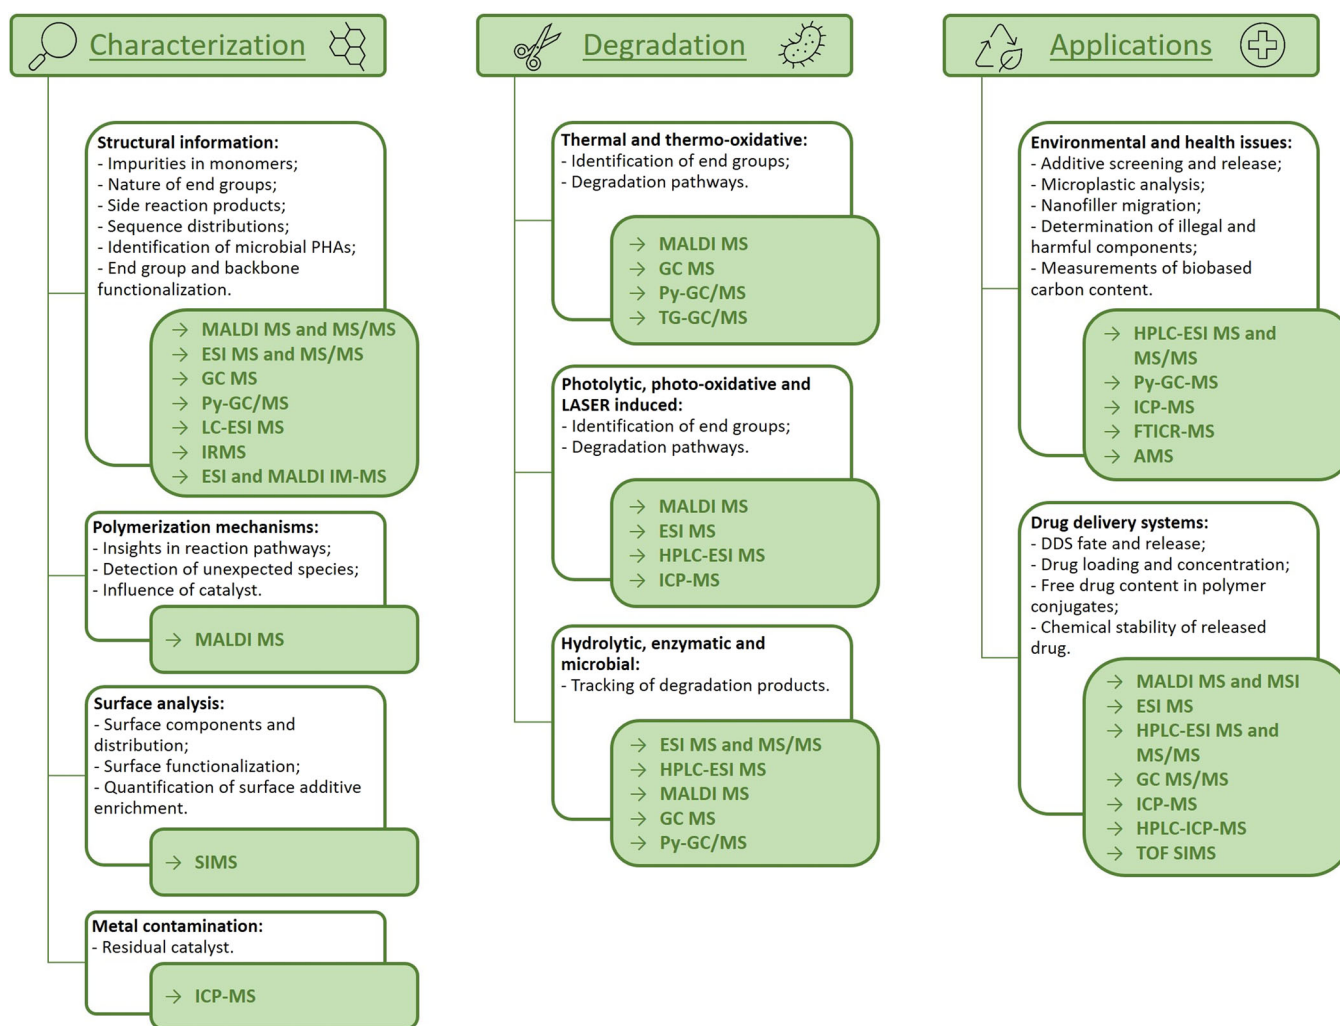 Characterization
Structural information:
- Impurities in monomers;
- Nature of end groups;
- Side reaction products;
- Sequence distributions;
- Identification of microbial PHAs;
- End group and backbone
functionalization.
→ MALDI MS and MS/MS
→ ESI MS and MS/MS
→ GC MS
→ Py-GC/MS
→ LC-ESI MS
→ IRMS
→ ESI and MALDI IM-MS
Polymerization mechanisms:
- Insights in reaction pathways;
- Detection of unexpected species;
- Influence of catalyst.
→ MALDI MS
Surface analysis:
- Surface components and
distribution;
- Surface functionalization;
- Quantification of surface additive
enrichment.
→ SIMS
Metal contamination:
- Residual catalyst.
→ ICP-MS
Degradation
Thermal and thermo-oxidative:
- Identification of end groups;
- Degradation pathways.
→ MALDI MS
→ GC MS
→ Py-GC/MS
→ TG-GC/MS
Photolytic, photo-oxidative and
LASER induced:
- Identification of end groups;
- Degradation pathways.
→ MALDI MS
→ ESI MS
→ HPLC-ESI MS
→ ICP-MS
Hydrolytic, enzymatic and
microbial:
- Tracking of degradation products.
→ ESI MS and MS/MS
→ HPLC-ESI MS
→ MALDI MS
→ GC MS
→ Py-GC/MS
Applications
Environmental and health issues:
- Additive screening and release;
- Microplastic analysis;
- Nanofiller migration;
- Determination of illegal and
harmful components;
- Measurements of biobased
carbon content.
→ HPLC-ESI MS and
MS/MS
→ Py-GC-MS
→ ICP-MS
→ FTICR-MS
→ AMS
Drug delivery systems:
- DDS fate and release;
- Drug loading and concentration;
- Free drug content in polymer
conjugates;
- Chemical stability of released
drug.
→ MALDI MS and MSI
→ ESI MS
→ HPLC-ESI MS and
MS/MS
→ GC MS/MS
→ ICP-MS
→ HPLC-ICP-MS
→ TOF SIMS